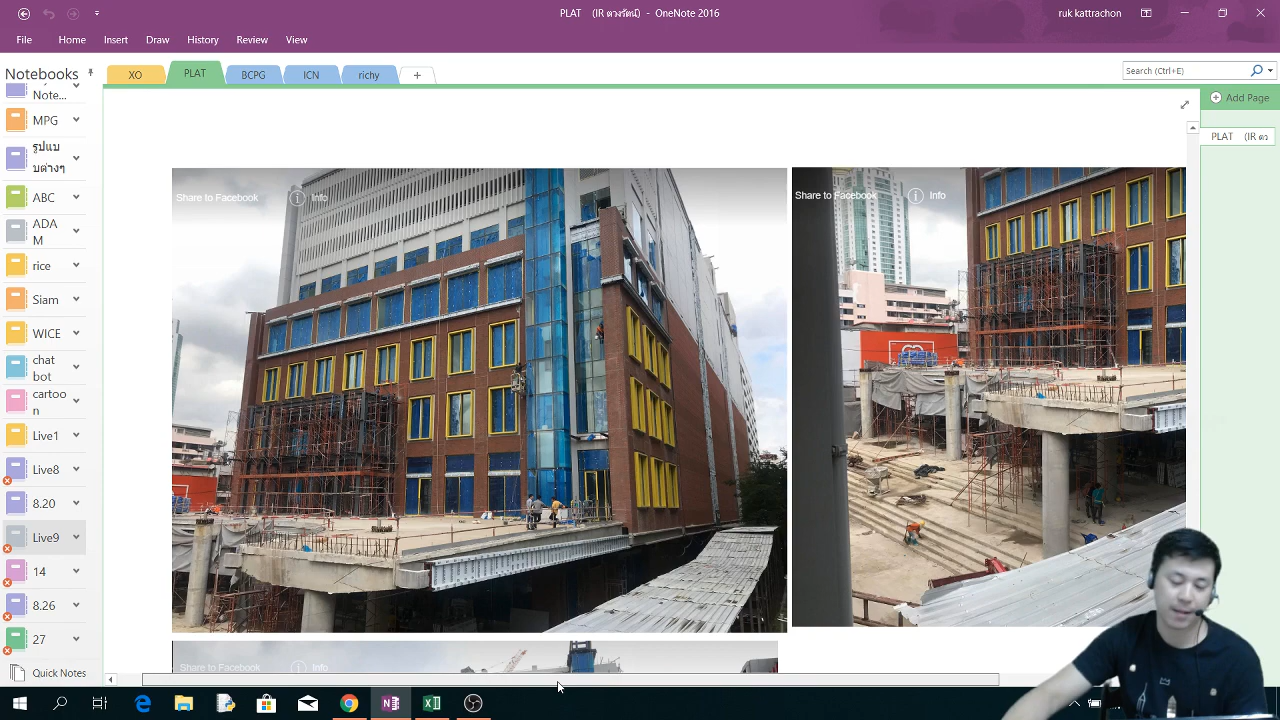 PLAT (IR ดวงรัตน์) - OneNote 2016
ruk kattrachon
File Home Insert Draw History Review View
Notebooks
XO PLAT BCPG ICN richy +
Search (Ctrl+E)
Add Page
PLAT (IR ดว
Note...
MPG
รูปแบ
บต่างๆ
ABC
ADA
M
rice
Siam
WICE
chat
bot
cartoo
n
Live1
Live8
8.20
Live9
14
8.26
27
Quick Notes
Share to Facebook Info
Share to Facebook Info
Share to Facebook Info